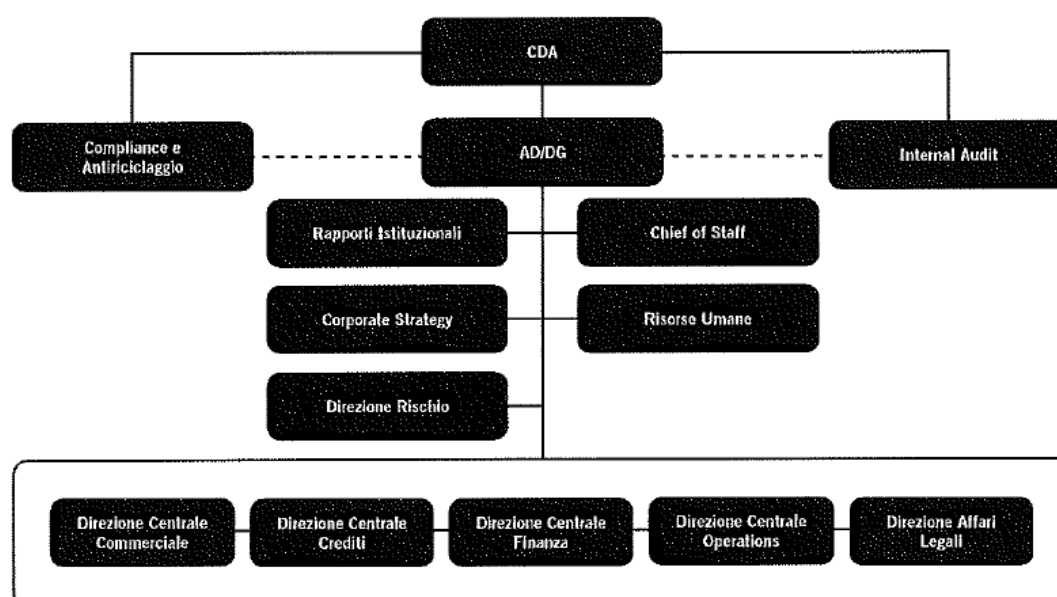 CDA
Compliance e
Antiriciclaggio
AD/DG
Internal Audit
Rapporti Istituzionali
Chief of Staff
Corporate Strategy
Risorse Umane
Direzione Rischio
Direzione Centrale
Commerciale
Direzione Centrale
Crediti
Direzione Centrale
Finanza
Direzione Centrale
Operations
Direzione Affari
Legali